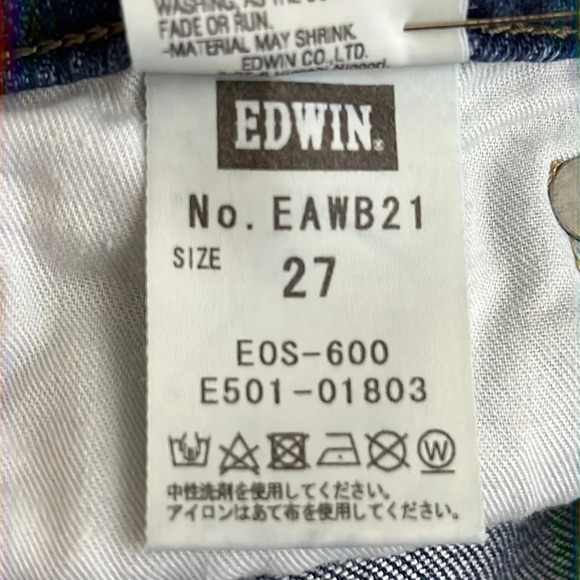 WASHING, AS THE
FADE OR RUN.
-MATERIAL MAY SHRINK.
EDWIN CO.,LTD.
EDWIN®
No. EAWB21
SIZE 27
EOS-600
E501-01803
W
中性洗剤を使用してください。
アイロンはあて布を使用してください。